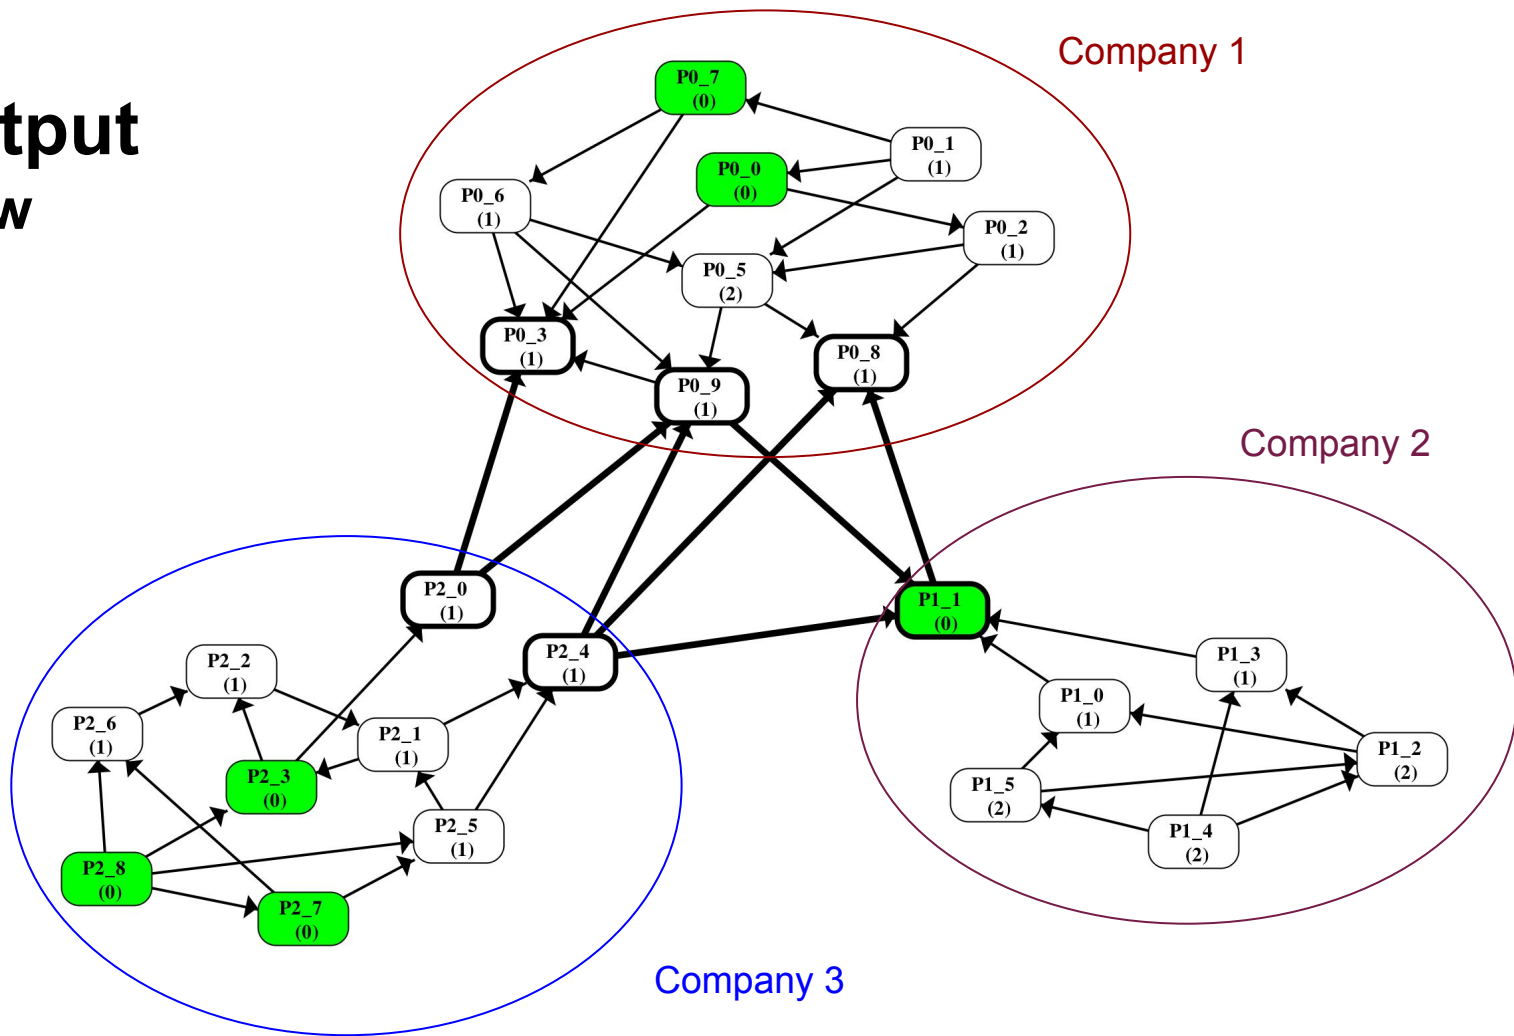 Company 1
P0_7
(0)
P0_1
(1)
P0_0
(0)
P0_6
(1)
P0_2
(1)
P0_5
(2)
P0_3
(1)
P0_8
(1)
P0_9
(1)
Company 2
P1_1
(0)
P1_3
(1)
P1_0
(1)
P1_2
(2)
P1_5
(2)
P1_4
(2)
P2_0
(1)
P2_4
(1)
P2_2
(1)
P2_6
(1)
P2_1
(1)
P2_3
(0)
P2_5
(1)
P2_8
(0)
P2_7
(0)
Company 3